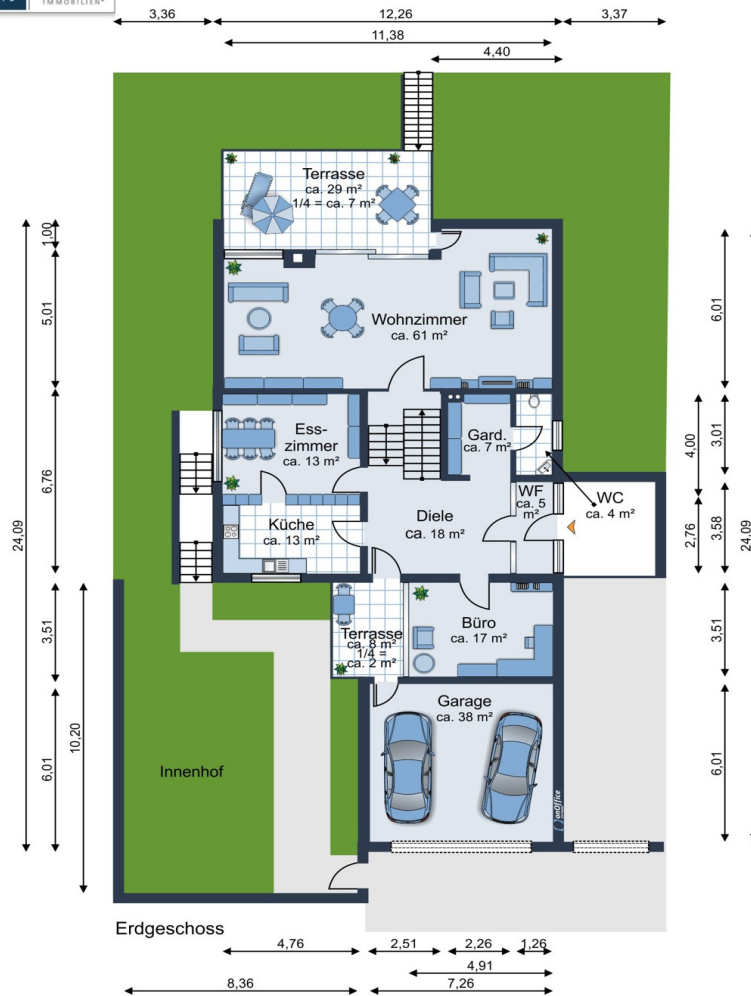 IMMOBILIEN
3,36
12,26
3,37
11,38
4,40
Terrasse
ca. 29 m²
1/4 = ca. 7 m²
1,00
5,01
6,01
Wohnzimmer
ca. 61 m²
Ess-
zimmer
ca. 13 m²
Gard.
ca. 7 m²
4,00
3,01
6,76
WF
ca. 5
m²
WC
ca. 4 m²
Küche
ca. 13 m²
Diele
ca. 18 m²
2,76
3,58
24,09
24,09
3,51
Terrasse
ca. 8 m²
1/4 =
ca. 2 m²
Büro
ca. 17 m²
3,51
Garage
ca. 38 m²
10,20
6,01
Innenhof
6,01
onOffice
Erdgeschoss
4,76
2,51
2,26
1,26
4,91
8,36
7,26